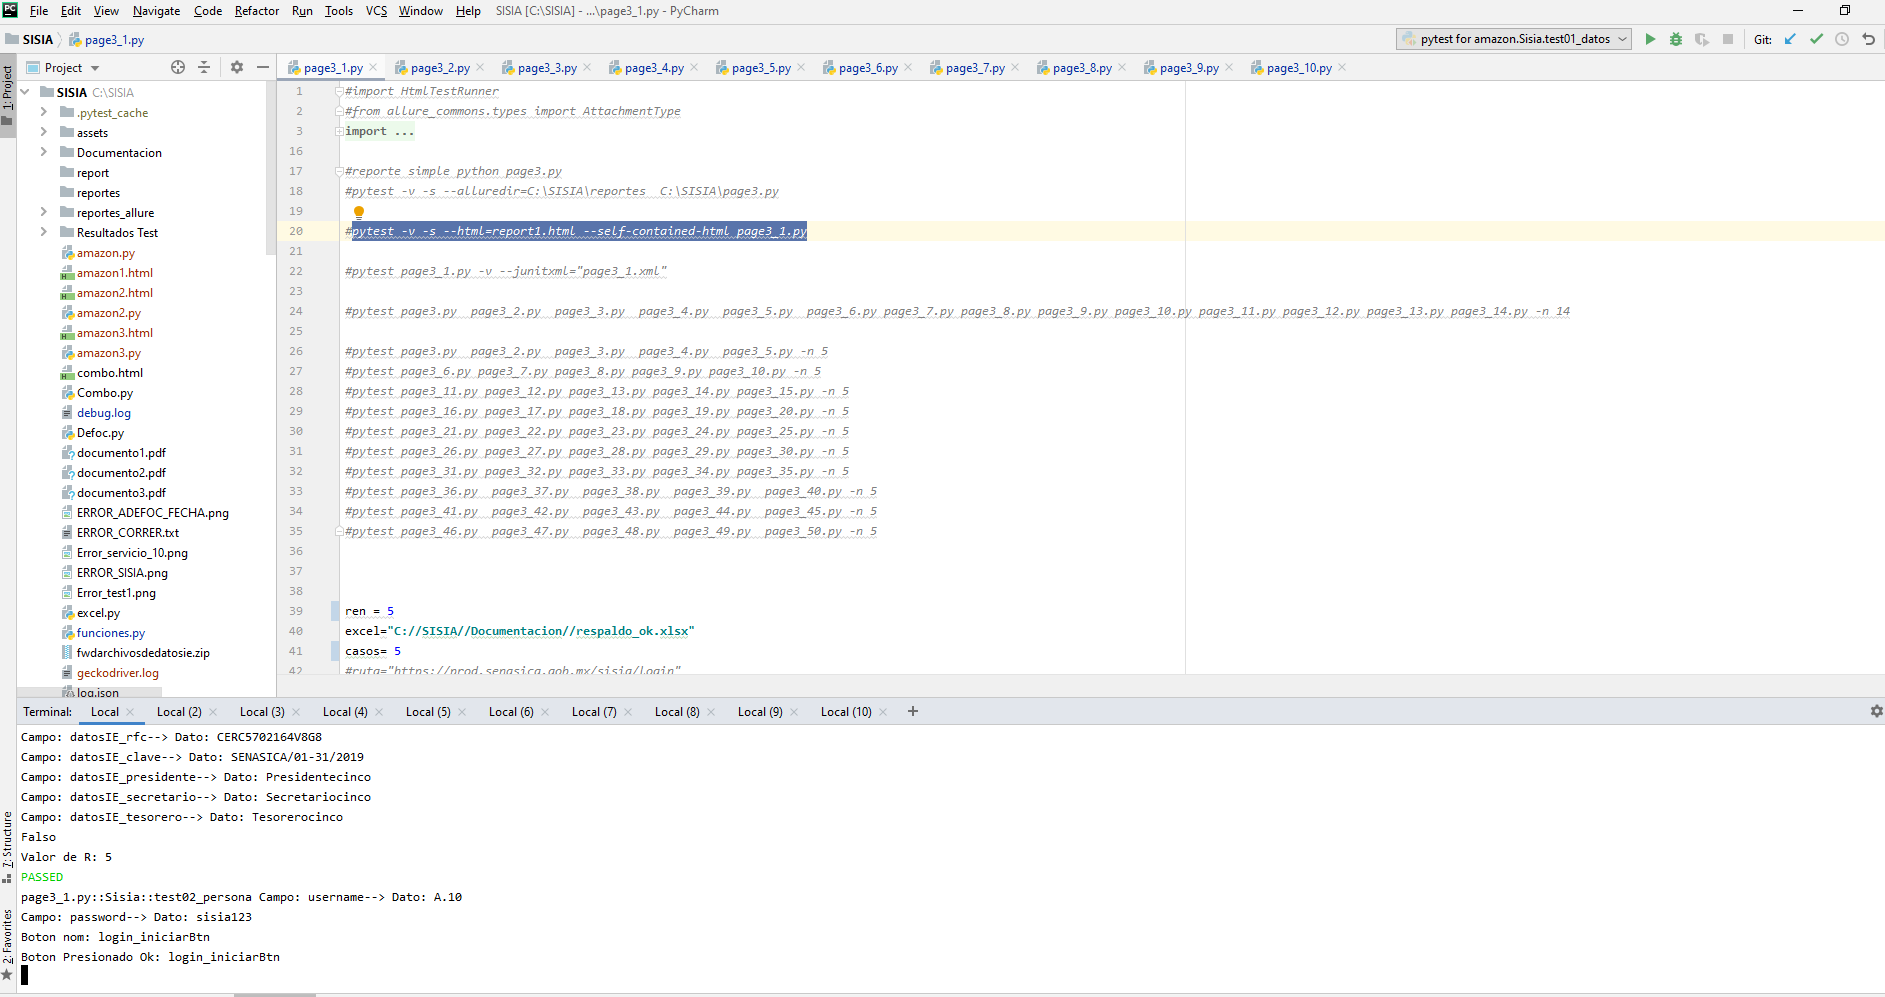 PC File Edit View Navigate Code Refactor Run Tools VCS Window Help SISIA [C:\SISIA] - ...\page3_1.py - PyCharm
SISIA page3_1.py pytest for amazon.Sisia.test01_datos Git:
1: Project
Project
page3_1.py page3_2.py page3_3.py page3_4.py page3_5.py page3_6.py page3_7.py page3_8.py page3_9.py page3_10.py
SISIA C:\SISIA
.pytest_cache
assets
Documentacion
report
reportes
reportes_allure
Resultados Test
amazon.py
amazon1.html
amazon2.html
amazon2.py
amazon3.html
amazon3.py
combo.html
Combo.py
debug.log
Defoc.py
documento1.pdf
documento2.pdf
documento3.pdf
ERROR_ADEFOC_FECHA.png
ERROR_CORRER.txt
Error_servicio_10.png
ERROR_SISIA.png
Error_test1.png
excel.py
funciones.py
fwdarchivosdedatosie.zip
geckodriver.log
log.json
1 #import HtmlTestRunner
2 #from allure_commons.types import AttachmentType
3 import ...
16
17 #reporte simple python page3.py
18 #pytest -v -s --alluredir=C:\SISIA\reportes  C:\SISIA\page3.py
19
20 #pytest -v -s --html=report1.html --self-contained-html page3_1.py
21
22 #pytest page3_1.py -v --junitxml="page3_1.xml"
23
24 #pytest page3.py  page3_2.py  page3_3.py  page3_4.py  page3_5.py  page3_6.py page3_7.py page3_8.py page3_9.py page3_10.py page3_11.py page3_12.py page3_13.py page3_14.py -n 14
25
26 #pytest page3.py  page3_2.py  page3_3.py  page3_4.py  page3_5.py -n 5
27 #pytest page3_6.py page3_7.py page3_8.py page3_9.py page3_10.py -n 5
28 #pytest page3_11.py page3_12.py page3_13.py page3_14.py page3_15.py -n 5
29 #pytest page3_16.py page3_17.py page3_18.py page3_19.py page3_20.py -n 5
30 #pytest page3_21.py page3_22.py page3_23.py page3_24.py page3_25.py -n 5
31 #pytest page3_26.py page3_27.py page3_28.py page3_29.py page3_30.py -n 5
32 #pytest page3_31.py page3_32.py page3_33.py page3_34.py page3_35.py -n 5
33 #pytest page3_36.py  page3_37.py  page3_38.py  page3_39.py  page3_40.py -n 5
34 #pytest page3_41.py  page3_42.py  page3_43.py  page3_44.py  page3_45.py -n 5
35 #pytest page3_46.py  page3_47.py  page3_48.py  page3_49.py  page3_50.py -n 5
36
37
38
39 ren = 5
40 excel="C://SISIA//Documentacion//respaldo_ok.xlsx"
41 casos= 5
42 #ruta="https://prod.senasica.gob.mx/sisia/login"
Terminal: Local Local (2) Local (3) Local (4) Local (5) Local (6) Local (7) Local (8) Local (9) Local (10) +
Campo: datosIE_rfc--> Dato: CERC5702164V8G8
Campo: datosIE_clave--> Dato: SENASICA/01-31/2019
Campo: datosIE_presidente--> Dato: Presidentecinco
Campo: datosIE_secretario--> Dato: Secretariocinco
Campo: datosIE_tesorero--> Dato: Tesorerocinco
Falso
Valor de R: 5
PASSED
page3_1.py::Sisia::test02_persona Campo: username--> Dato: A.10
Campo: password--> Dato: sisia123
Boton nom: login_iniciarBtn
Boton Presionado Ok: login_iniciarBtn
7: Structure
2: Favorites